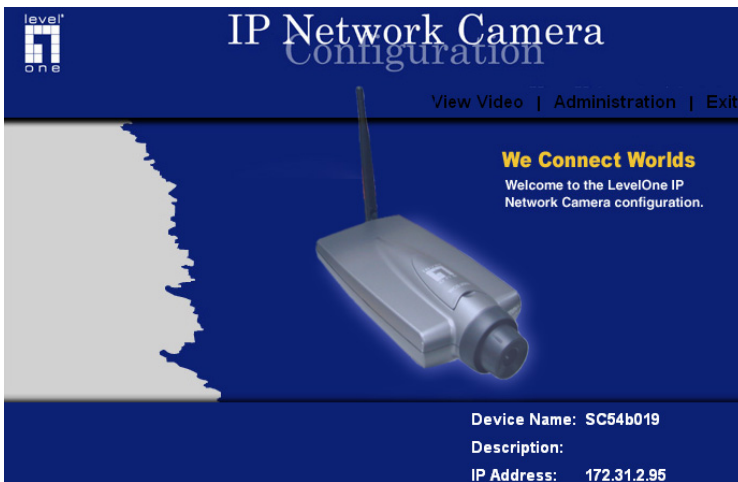 level
one
IP Network Camera
Configuration
View Video | Administration | Exit
We Connect Worlds
Welcome to the LevelOne IP
Network Camera configuration.
Device Name: SC54b019
Description:
IP Address: 172.31.2.95